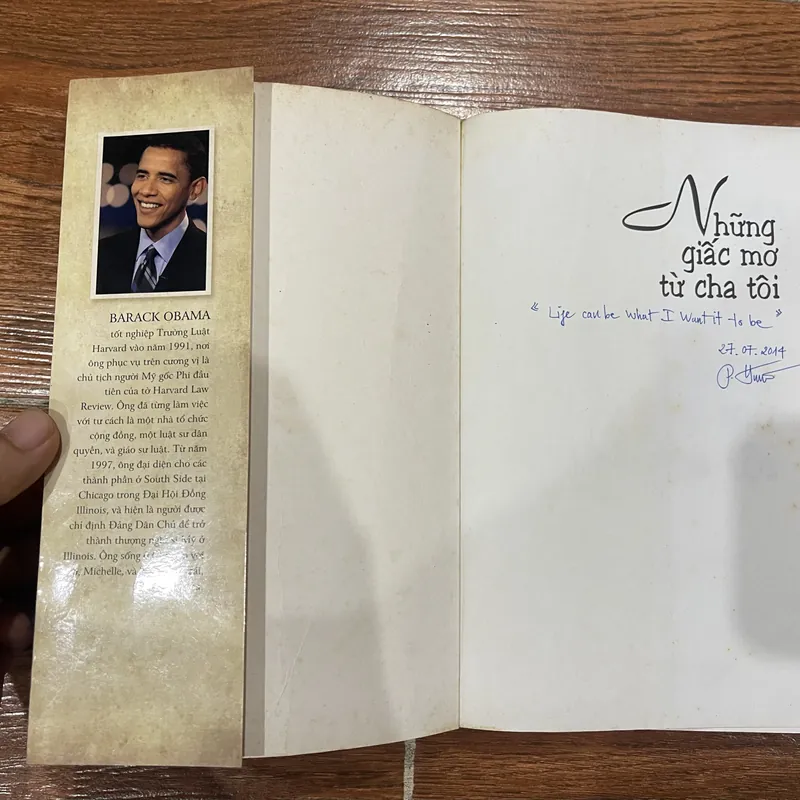 BARACK OBAMA
tốt nghiệp Trường Luật
Harvard vào năm 1991, nơi
ông phục vụ trên cương vị là
chủ tịch người Mỹ gốc Phi đầu
tiên của tờ Harvard Law
Review. Ông đã từng làm việc
với tư cách là một nhà tổ chức
cộng đồng, một luật sư dân
quyền, và giáo sư luật. Từ năm
1997, ông đại diện cho các
thành phần ở South Side tại
Chicago trong Đại Hội Đồng
Illinois, và hiện là người được
chỉ định Đảng Dân Chủ để trở
thành thượng nghị sĩ Mỹ ở
Illinois. Ông sống
Michelle, và
Những
giấc mơ
từ cha tôi
"Life can be what I want it to be"
27.07.2014